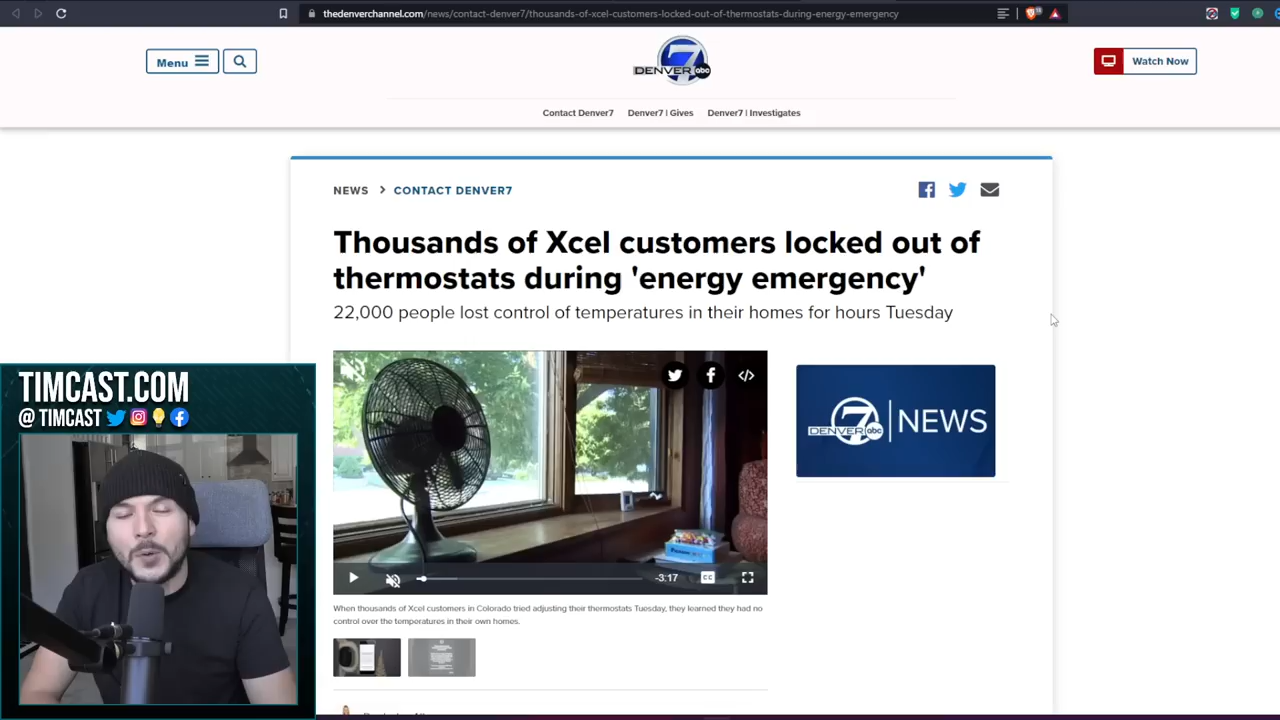 thedenverchannel.com/news/contact-denver7/thousands-of-xcel-customers-locked-out-of-thermostats-during-energy-emergency
Menu
DENVER 7 abc
Watch Now
Contact Denver7 Denver7 | Gives Denver7 | Investigates
NEWS > CONTACT DENVER7
Thousands of Xcel customers locked out of
thermostats during 'energy emergency'
22,000 people lost control of temperatures in their homes for hours Tuesday
-3:17
CC
DENVER 7 abc NEWS
When thousands of Xcel customers in Colorado tried adjusting their thermostats Tuesday, they learned they had no
control over the temperatures in their own homes.
TIMCAST.COM
@ TIMCAST